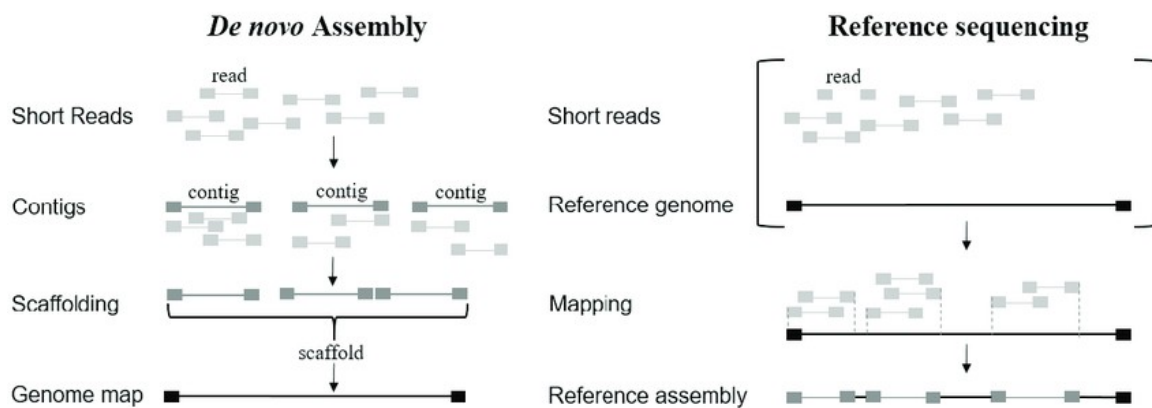 De novo Assembly
read
Short Reads
contig contig contig
Contigs
Scaffolding
scaffold
Genome map
Reference sequencing
read
Short reads
Reference genome
Mapping
Reference assembly